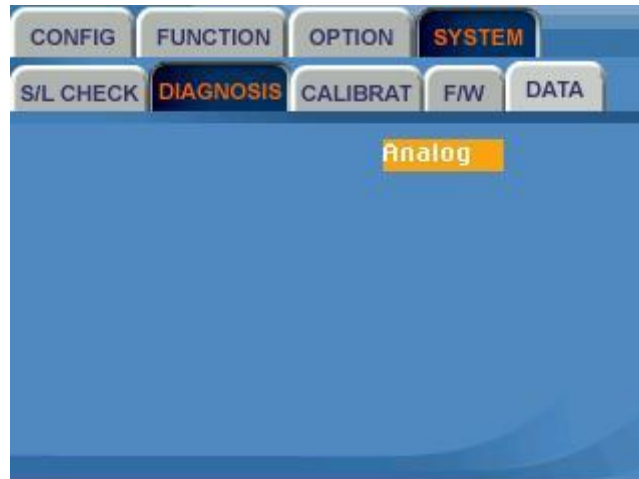 CONFIG FUNCTION OPTION SYSTEM
S/L CHECK DIAGNOSIS CALIBRAT F/W DATA
Analog